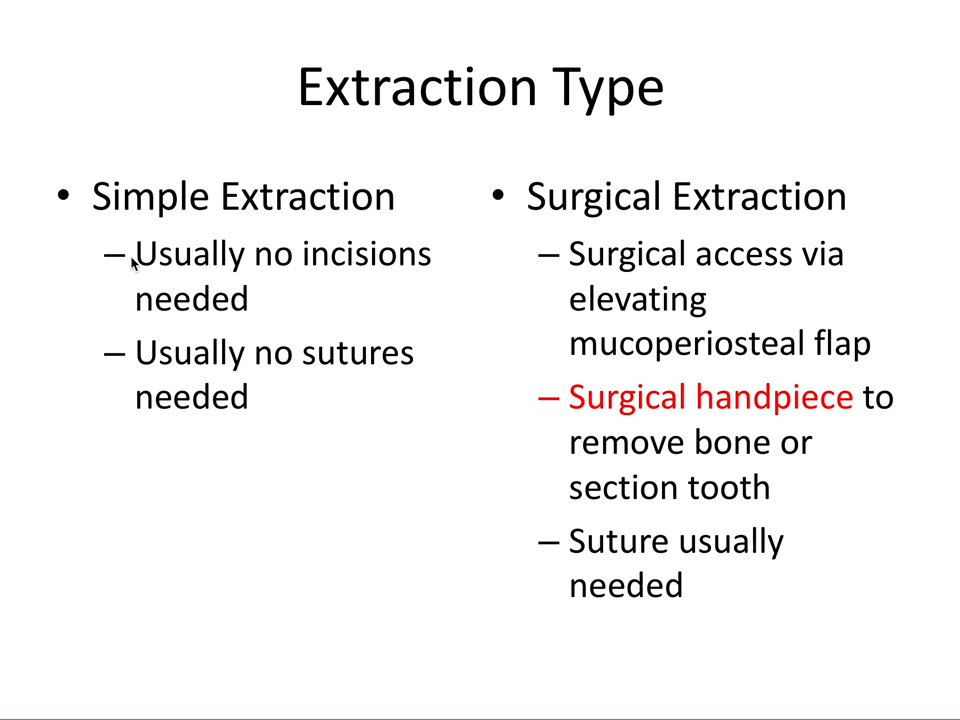 Extraction Type
• Simple Extraction
– Usually no incisions
needed
– Usually no sutures
needed
• Surgical Extraction
– Surgical access via
elevating
mucoperiosteal flap
– Surgical handpiece to
remove bone or
section tooth
– Suture usually
needed